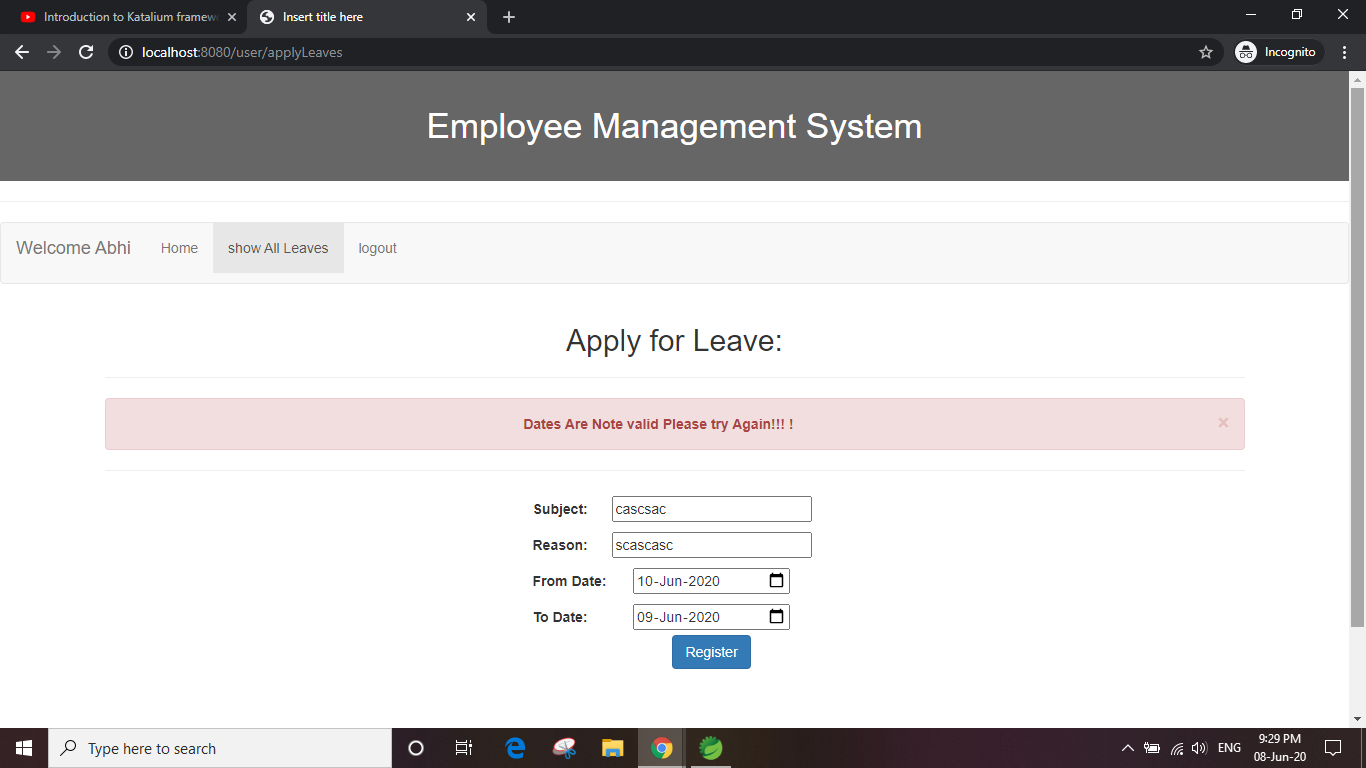 Introduction to Katalium framew
Insert title here
localhost:8080/user/applyLeaves
Incognito
Employee Management System
Welcome Abhi Home show All Leaves logout
Apply for Leave:
Dates Are Note valid Please try Again!!! !
×
Subject: cascsac
Reason: scascasc
From Date: 10-Jun-2020
To Date: 09-Jun-2020
Register
Type here to search
ENG
9:29 PM
08-Jun-20